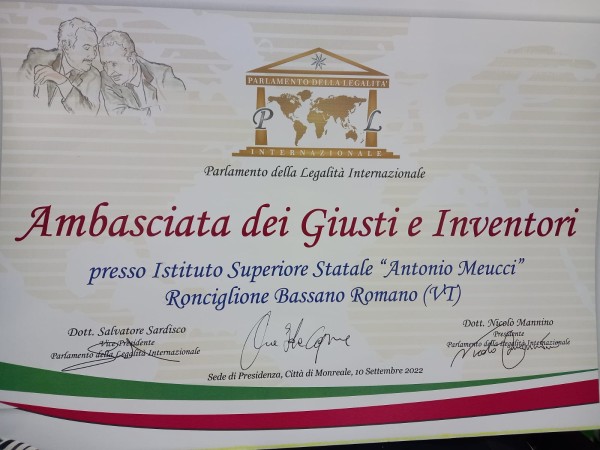 PARLAMENTO DELLA LEGALITA'
P L
INTERNAZIONALE
Parlamento della Legalità Internazionale
Ambasciata dei Giusti e Inventori
presso Istituto Superiore Statale “Antonio Meucci”
Ronciglione Bassano Romano (VT)
Dott. Salvatore Sardisco
Vice Presidente
Parlamento della Legalità Internazionale
Dott. Nicolò Mannino
Presidente
Parlamento della Legalità Internazionale
Sede di Presidenza, Città di Monreale, 10 Settembre 2022